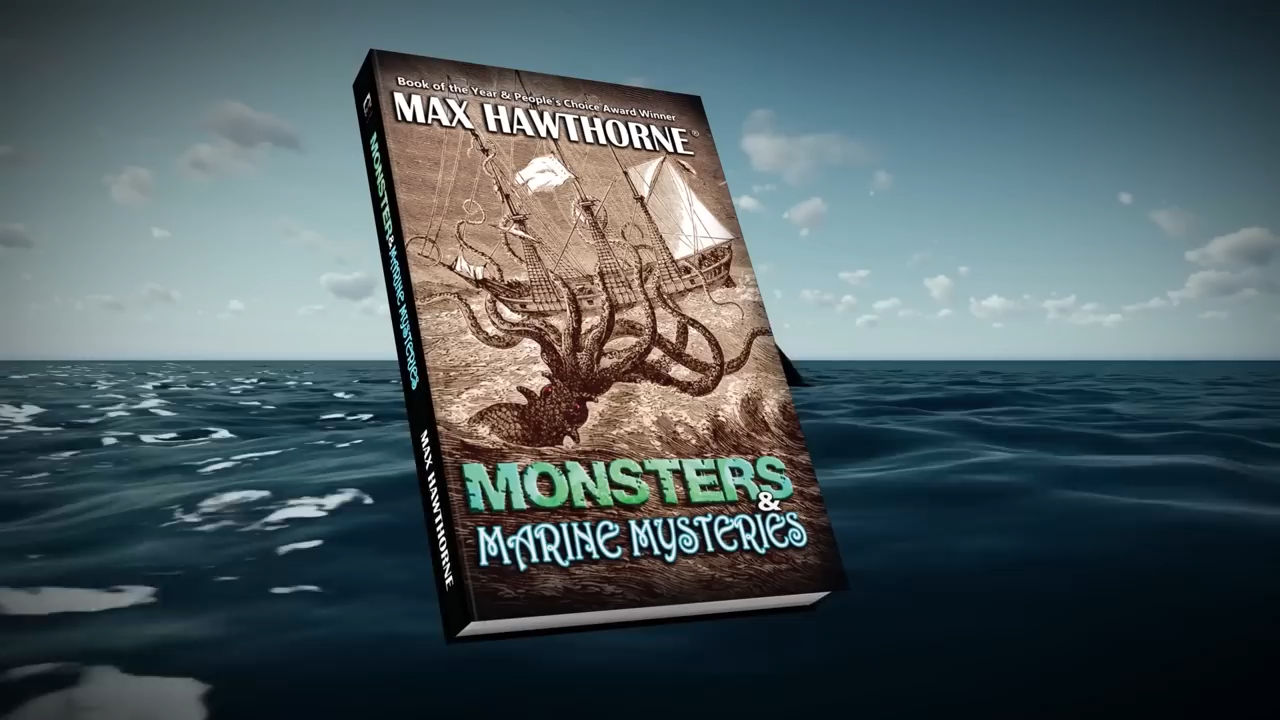 Book of the Year & People's Choice Award Winner
MAX HAWTHORNE®
MONSTERS
&
MARINE MYSTERIES
MONSTERS & MARINE MYSTERIES
MAX HAWTHORNE